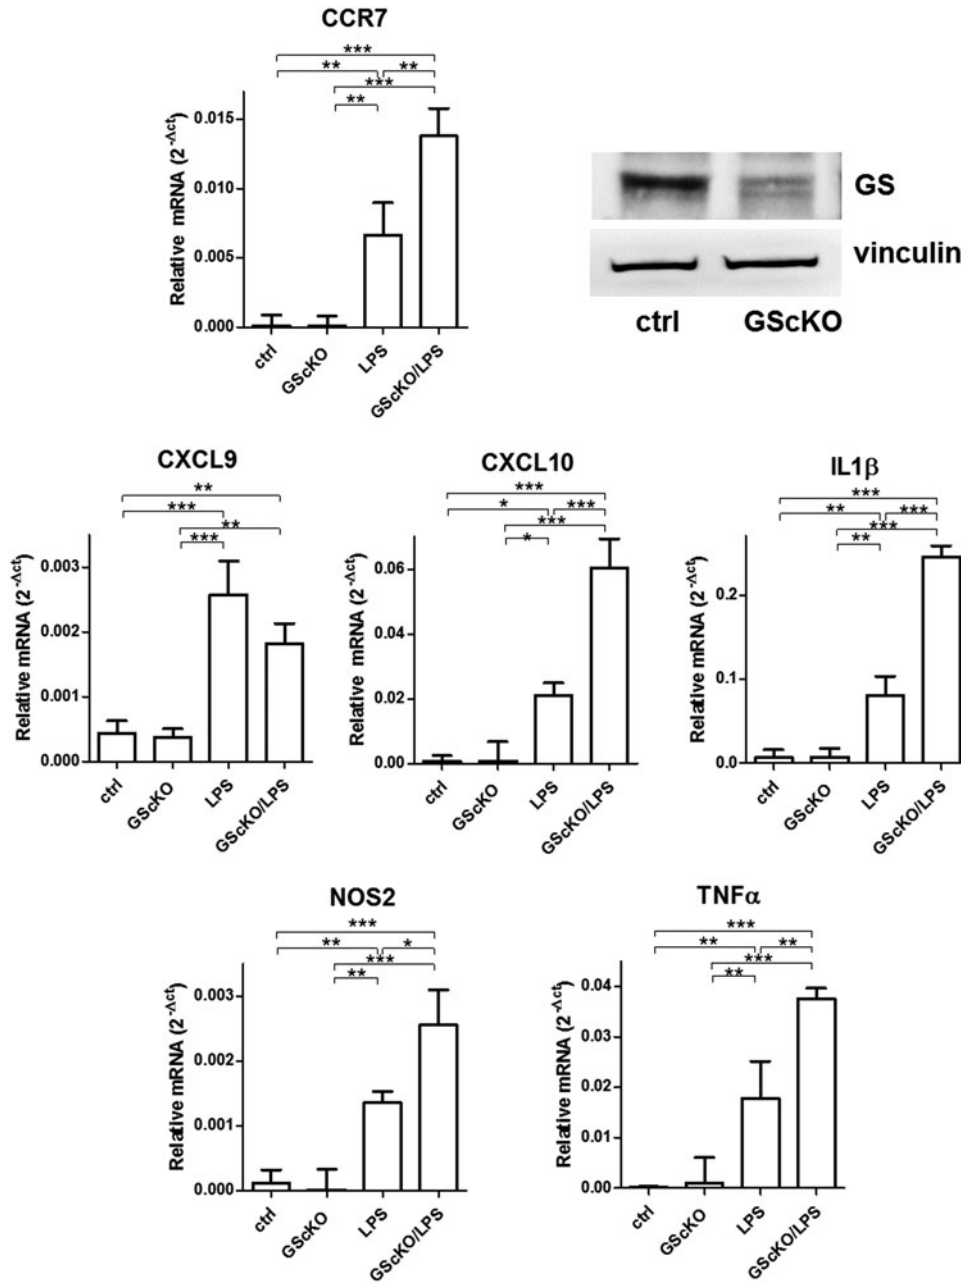 CCR7
***
** **
***
**
Relative mRNA (2^-Δct)
0.015
0.010
0.005
0.000
ctrl
GScKO
LPS
GScKO/LPS
GS
vinculin
ctrl GScKO
CXCL9
**
***
**
***
Relative mRNA (2^-Δct)
0.003
0.002
0.001
0.000
ctrl
GScKO
LPS
GScKO/LPS
CXCL10
***
* ***
***
*
Relative mRNA (2^-Δct)
0.06
0.04
0.02
0.00
ctrl
GScKO
LPS
GScKO/LPS
IL1β
***
** ***
***
**
Relative mRNA (2^-Δct)
0.2
0.1
0.0
ctrl
GScKO
LPS
GScKO/LPS
NOS2
***
** *
***
**
Relative mRNA (2^-Δct)
0.003
0.002
0.001
0.000
ctrl
GScKO
LPS
GScKO/LPS
TNFα
***
** **
***
**
Relative mRNA (2^-Δct)
0.04
0.03
0.02
0.01
0.00
ctrl
GScKO
LPS
GScKO/LPS